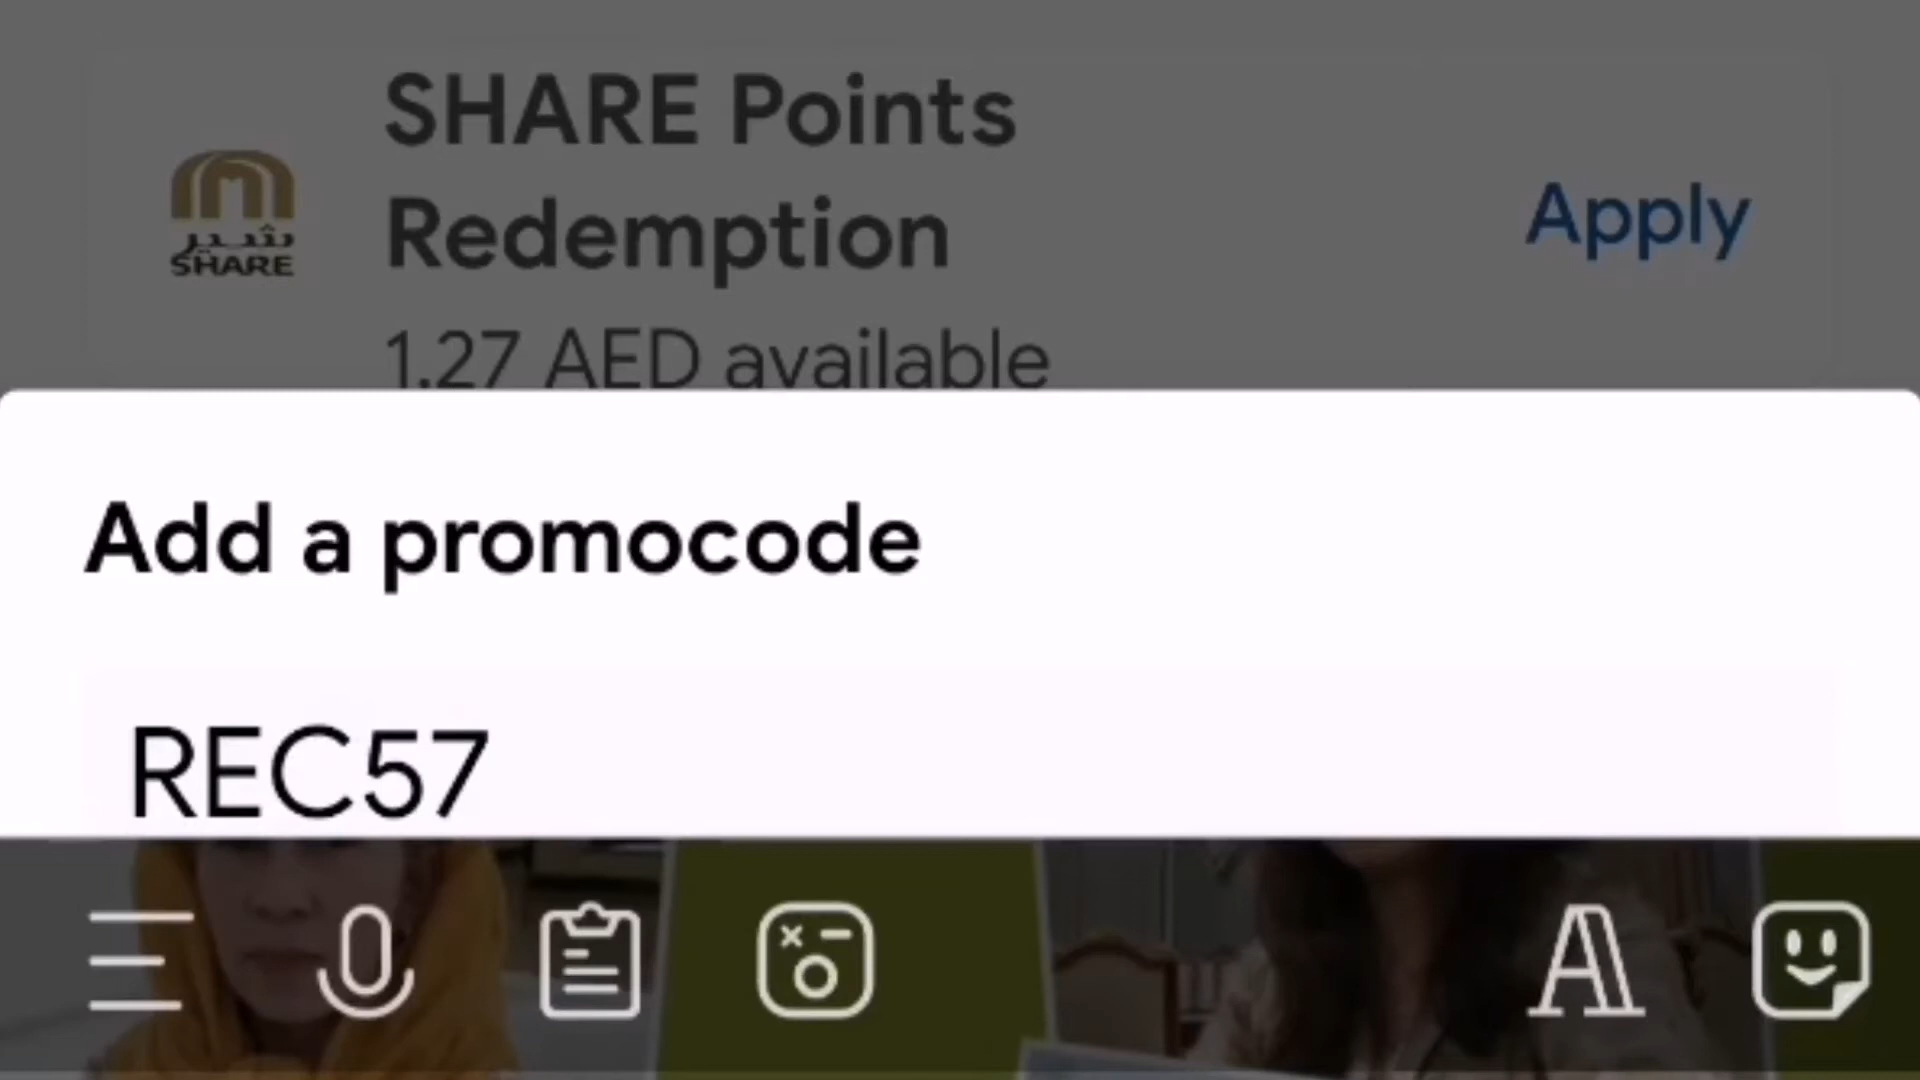 SHARE Points
Redemption
Apply
شير
SHARE
1.27 AED available
Add a promocode
REC57